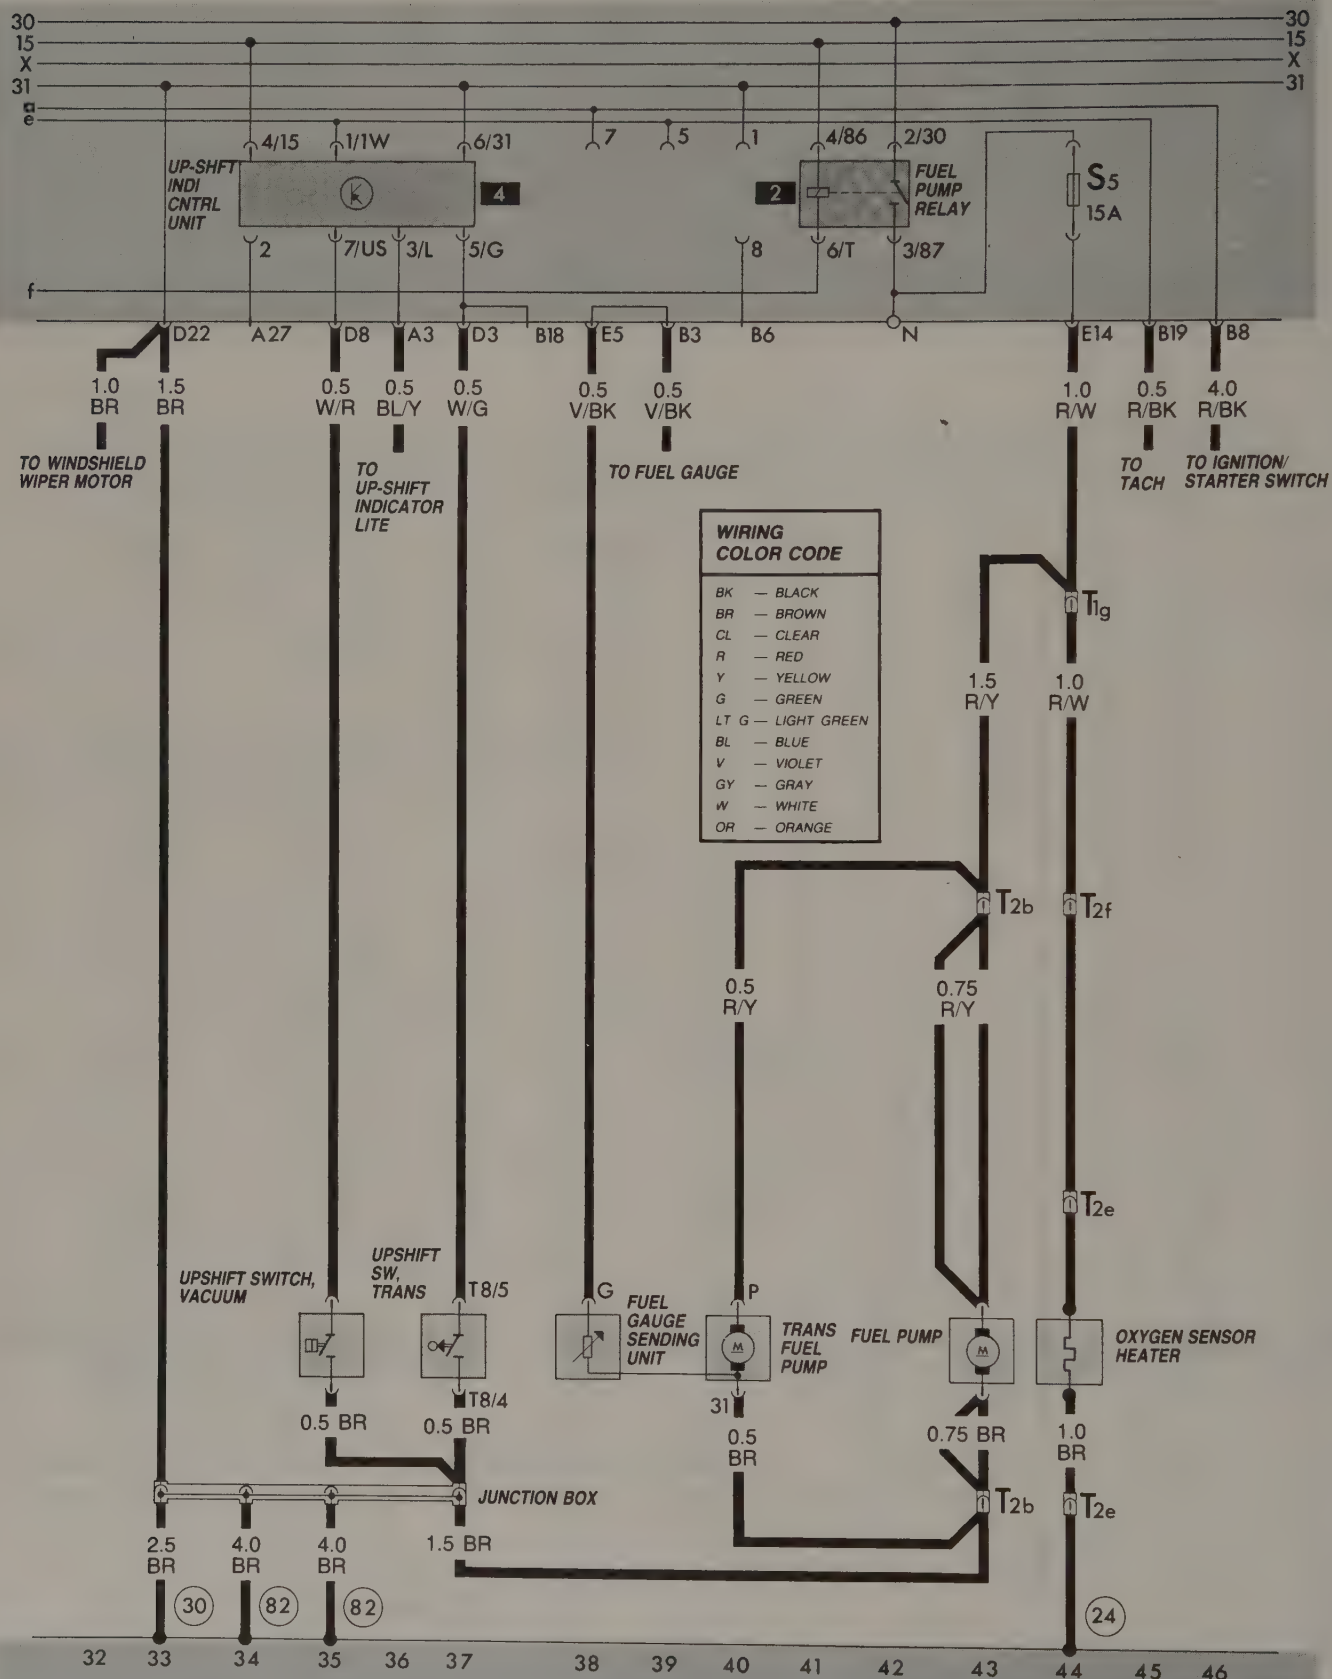 30 30
15 15
X X
31 31
a
e
4/15 1/1W 6/31 7 5 1 4/86 2/30
UP-SHFT
INDI
CNTRL
UNIT
4
2
FUEL
PUMP
RELAY
S5
15A
2 7/US 3/L 5/G 8 6/T 3/87
f
D22 A27 D8 A3 D3 B18 E5 B3 B6 N E14 B19 B8
1.0 1.5 0.5 0.5 0.5 0.5 0.5 1.0 0.5 4.0
BR BR W/R BL/Y W/G V/BK V/BK R/W R/BK R/BK
TO WINDSHIELD
WIPER MOTOR
TO
UP-SHIFT
INDICATOR
LITE
TO FUEL GAUGE
TO
TACH
TO IGNITION/
STARTER SWITCH
WIRING
COLOR CODE
BK — BLACK
BR — BROWN
CL — CLEAR
R — RED
Y — YELLOW
G — GREEN
LT G — LIGHT GREEN
BL — BLUE
V — VIOLET
GY — GRAY
W — WHITE
OR — ORANGE
T1g
1.5 1.0
R/Y R/W
T2b T2f
0.5 0.75
R/Y R/Y
T2e
UPSHIFT SWITCH,
VACUUM
UPSHIFT
SW,
TRANS
T8/5
G
FUEL
GAUGE
SENDING
UNIT
P
M
TRANS
FUEL
PUMP
FUEL PUMP
M
OXYGEN SENSOR
HEATER
T8/4
31
0.5 BR 0.5 BR
0.5
BR
0.75 BR
1.0
BR
JUNCTION BOX
T2b T2e
2.5 4.0 4.0 1.5 BR
BR BR BR
30 82 82 24
32 33 34 35 36 37 38 39 40 41 42 43 44 45 46